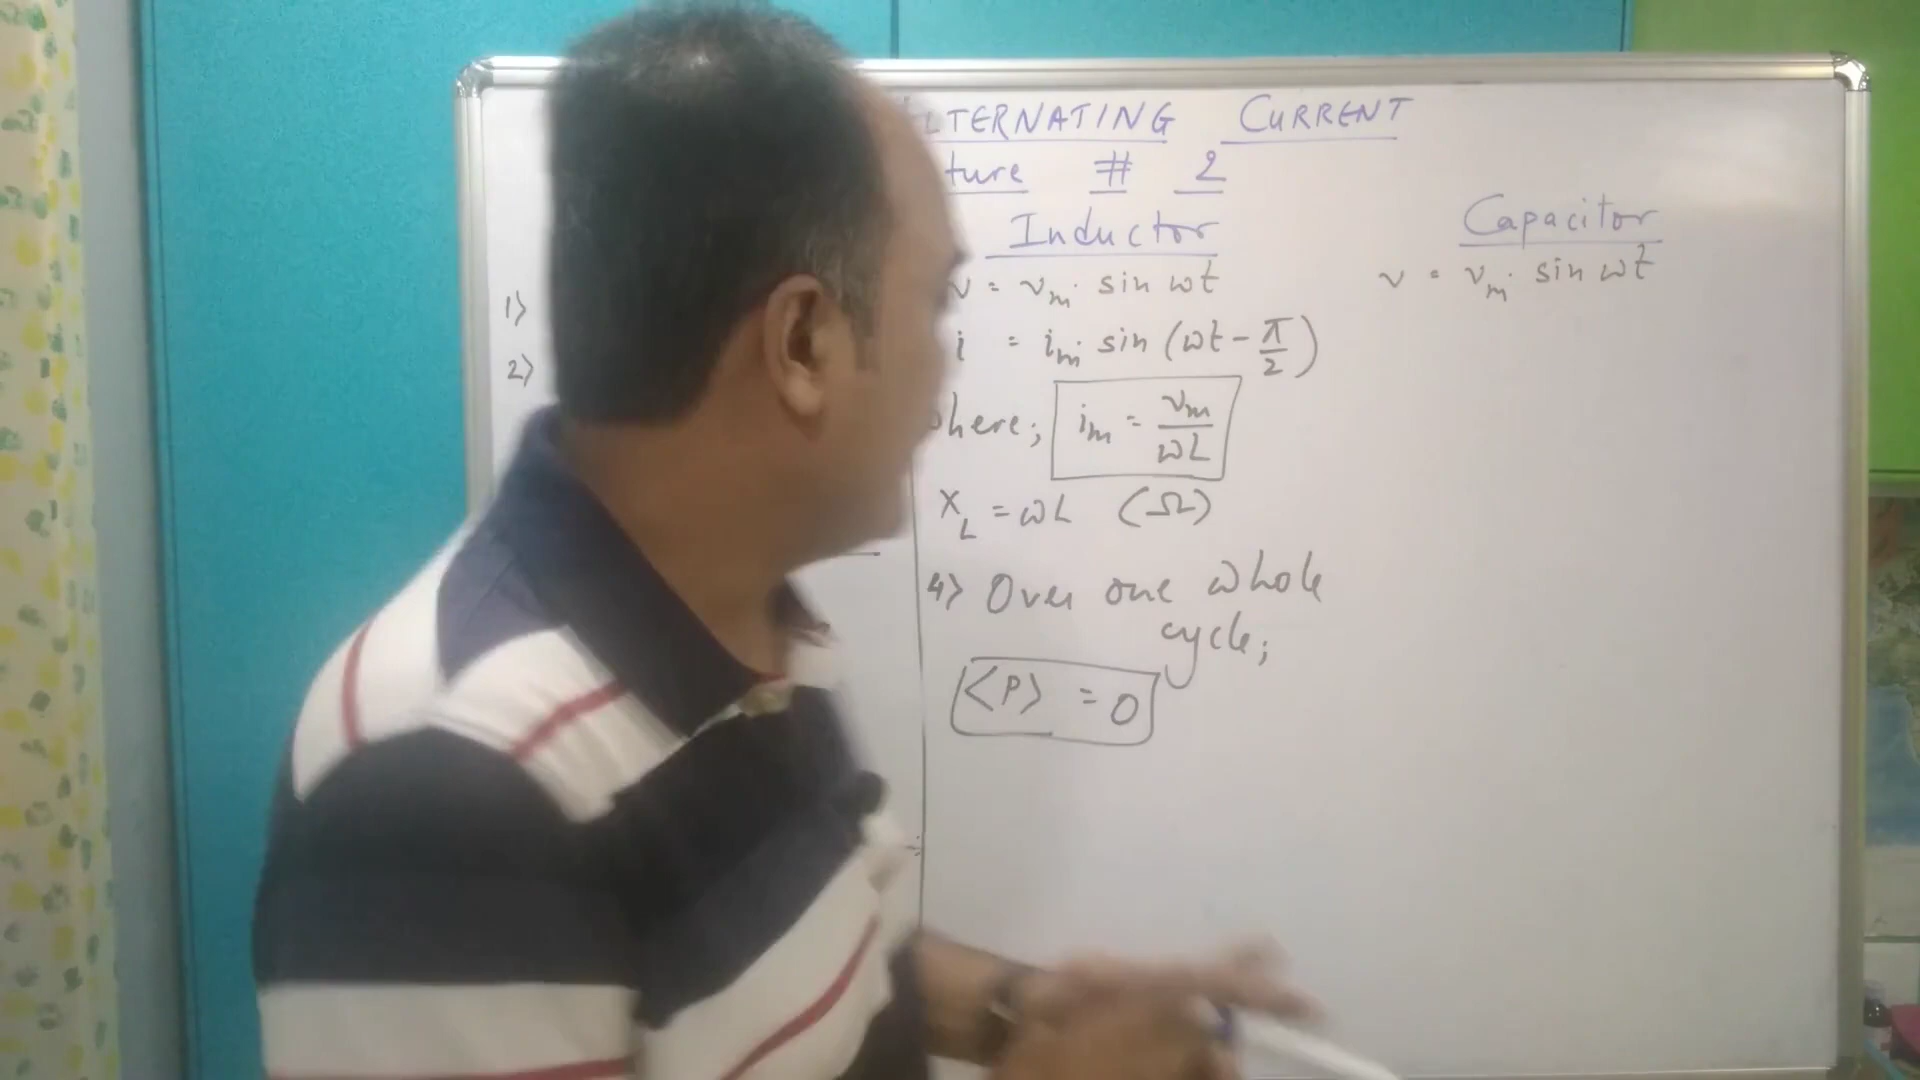 LTERNATING CURRENT
ture # 2
Inductor
Capacitor
1)
v = vm sin ωt
v = vm sin ωt
2)
i = im sin (ωt - π/2)
here; im = vm/ωL
XL = ωL (Ω)
4) Over one whole
cycle;
<P> = 0